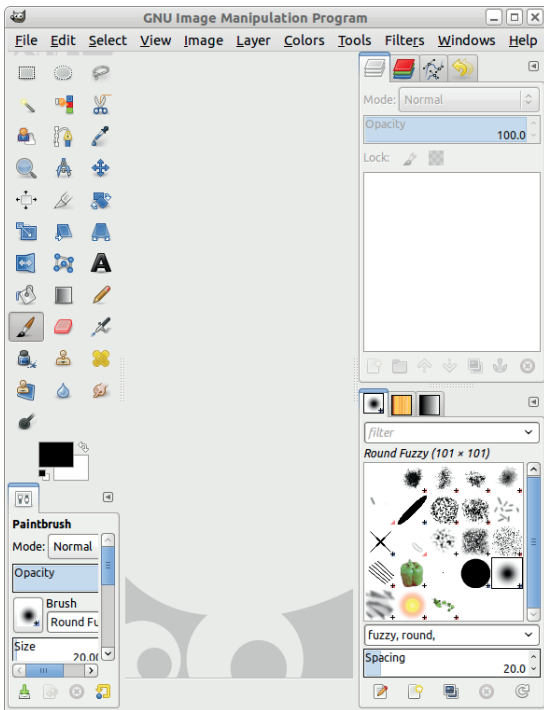 GNU Image Manipulation Program
File Edit Select View Image Layer Colors Tools Filters Windows Help
Mode: Normal
Opacity
100.0
Lock:
filter
Round Fuzzy (101 × 101)
fuzzy, round,
Spacing
20.0
Paintbrush
Mode: Normal
Opacity
Brush
Round Fu
Size
20.00